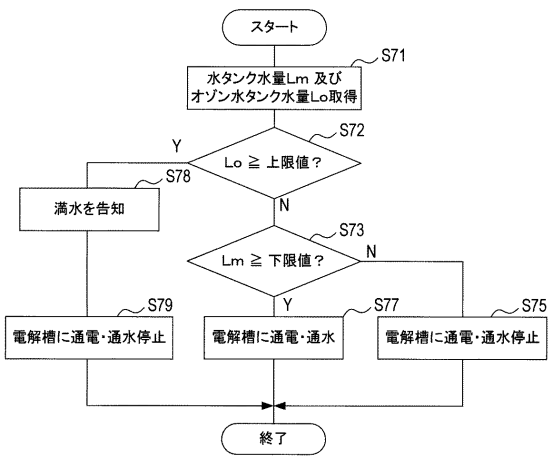 スタート
S71
水タンク水量Lm 及び
オゾン水タンク水量Lo取得
S72
Lo ≧ 上限値?
Y
N
S78
満水を告知
S73
Lm ≧ 下限値?
N
Y
S79
電解槽に通電・通水停止
S77
電解槽に通電・通水
S75
電解槽に通電・通水停止
終了